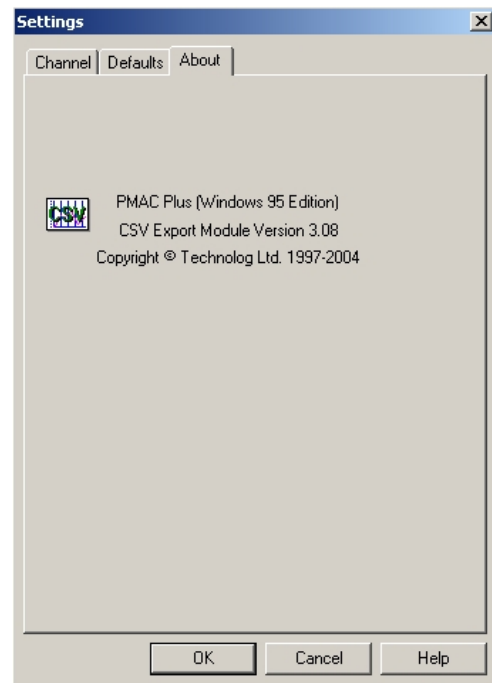 Settings
Channel Defaults About
CSV
PMAC Plus (Windows 95 Edition)
CSV Export Module Version 3.08
Copyright © Technolog Ltd. 1997-2004
OK Cancel Help